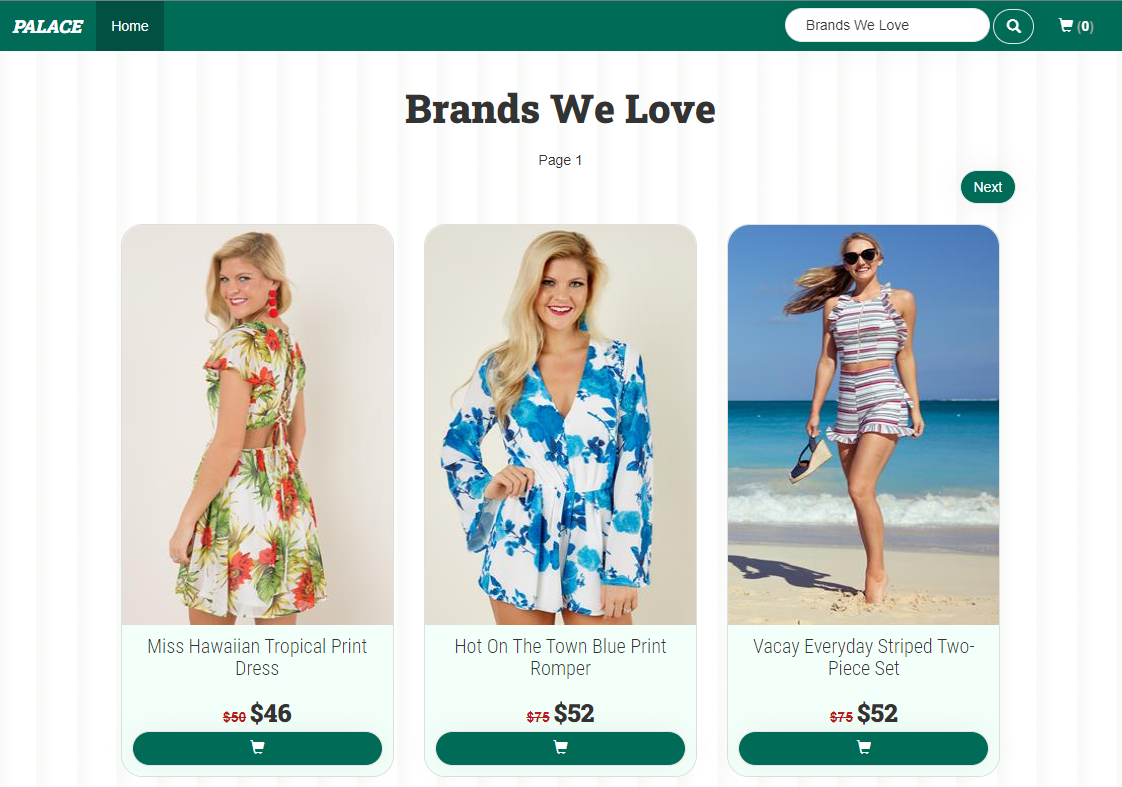 PALACE Home Brands We Love (0)
Brands We Love
Page 1
Next
Miss Hawaiian Tropical Print
Dress
$50 $46
Hot On The Town Blue Print
Romper
$75 $52
Vacay Everyday Striped Two-
Piece Set
$75 $52